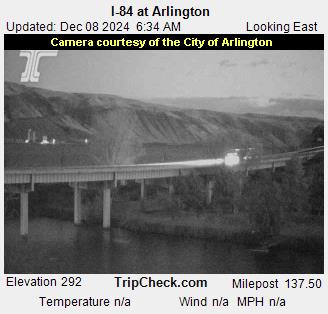 I-84 at Arlington
Updated: Dec 08 2024 6:34 AM Looking East
Camera courtesy of the City of Arlington
Elevation 292 TripCheck.com Milepost 137.50
Temperature n/a Wind n/a MPH n/a